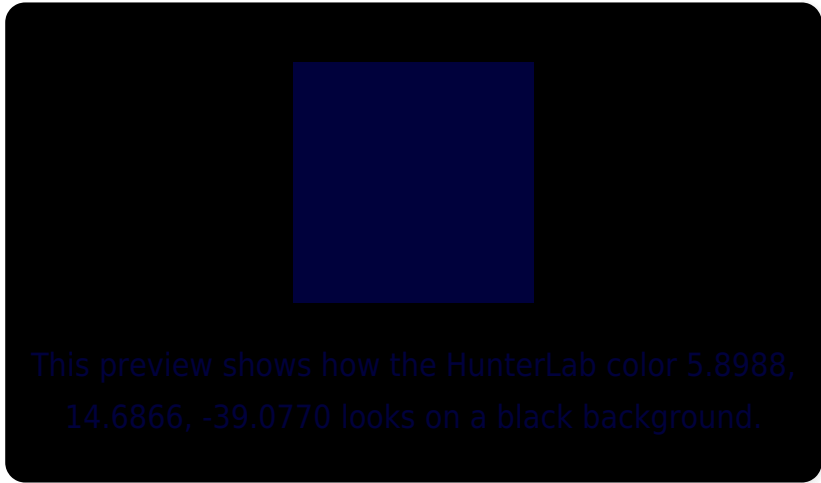 This preview shows how the HunterLab color 5.8988,
14.6866, -39.0770 looks on a black background.